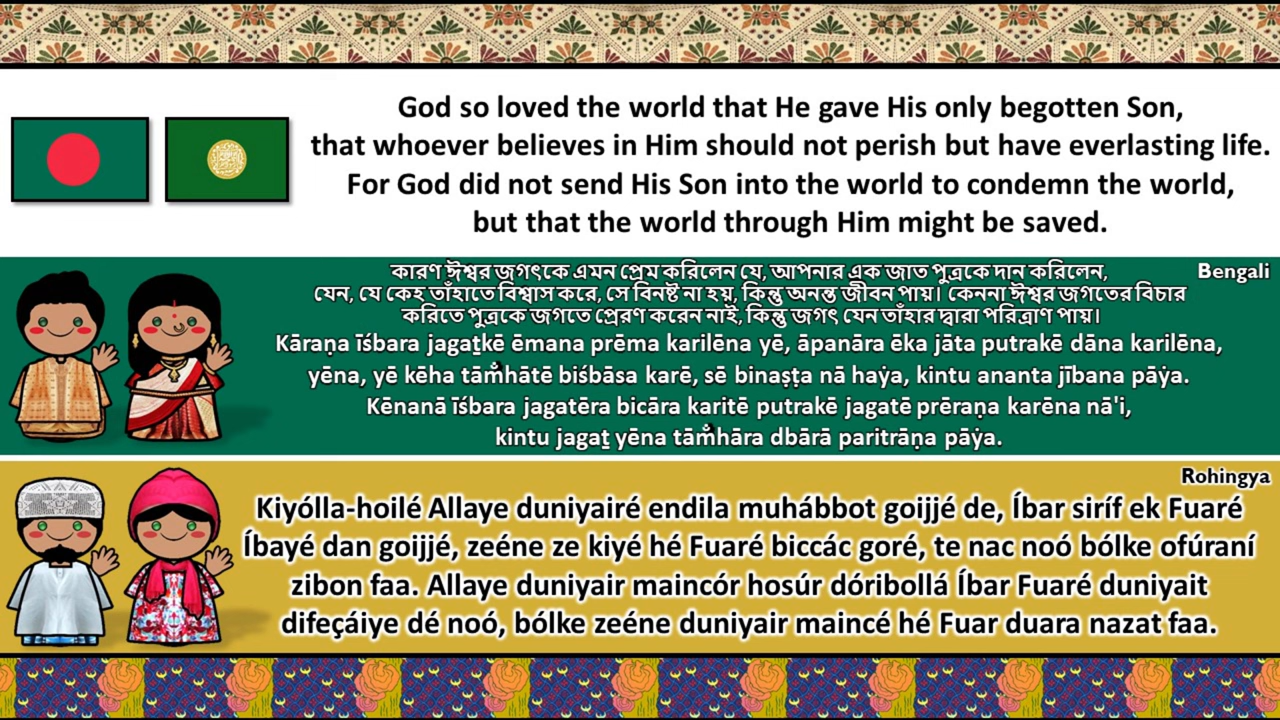 God so loved the world that He gave His only begotten Son,
that whoever believes in Him should not perish but have everlasting life.
For God did not send His Son into the world to condemn the world,
but that the world through Him might be saved.
Bengali
কারণ ঈশ্বর জগৎকে এমন প্রেম করিলেন যে, আপনার এক জাত পুত্রকে দান করিলেন,
যেন, যে কেহ তাঁহাতে বিশ্বাস করে, সে বিনষ্ট না হয়, কিন্তু অনন্ত জীবন পায়। কেননা ঈশ্বর জগতের বিচার
করিতে পুত্রকে জগতে প্রেরণ করেন নাই, কিন্তু জগৎ যেন তাঁহার দ্বারা পরিত্রাণ পায়।
Kāraṇa īśbara jagaṯkē ēmana prēma karilēna yē, āpanāra ēka jāta putrakē dāna karilēna,
yēna, yē kēha tām̐hātē biśbāsa karē, sē binaṣṭa nā haẏa, kintu ananta jībana pāẏa.
Kēnanā īśbara jagatēra bicāra karitē putrakē jagatē prēraṇa karēna nā'i,
kintu jagaṯ yēna tām̐hāra dbārā paritrāṇa pāẏa.
Rohingya
Kiyólla-hoilé Allaye duniyairé endila muhábbot goijjé de, Íbar siríf ek Fuaré
Íbayé dan goijjé, zeéne ze kiyé hé Fuaré biccác goré, te nac noó bólke ofúraní
zibon faa. Allaye duniyair maincór hosúr dóribollá Íbar Fuaré duniyait
difeçáiye dé noó, bólke zeéne duniyair maincé hé Fuar duara nazat faa.